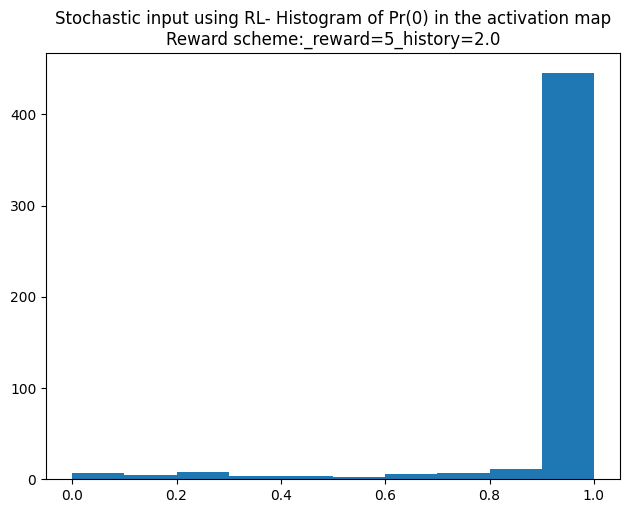 Stochastic input using RL- Histogram of Pr(0) in the activation map
Reward scheme:_reward=5_history=2.0
400
300
200
100
0
0.0 0.2 0.4 0.6 0.8 1.0